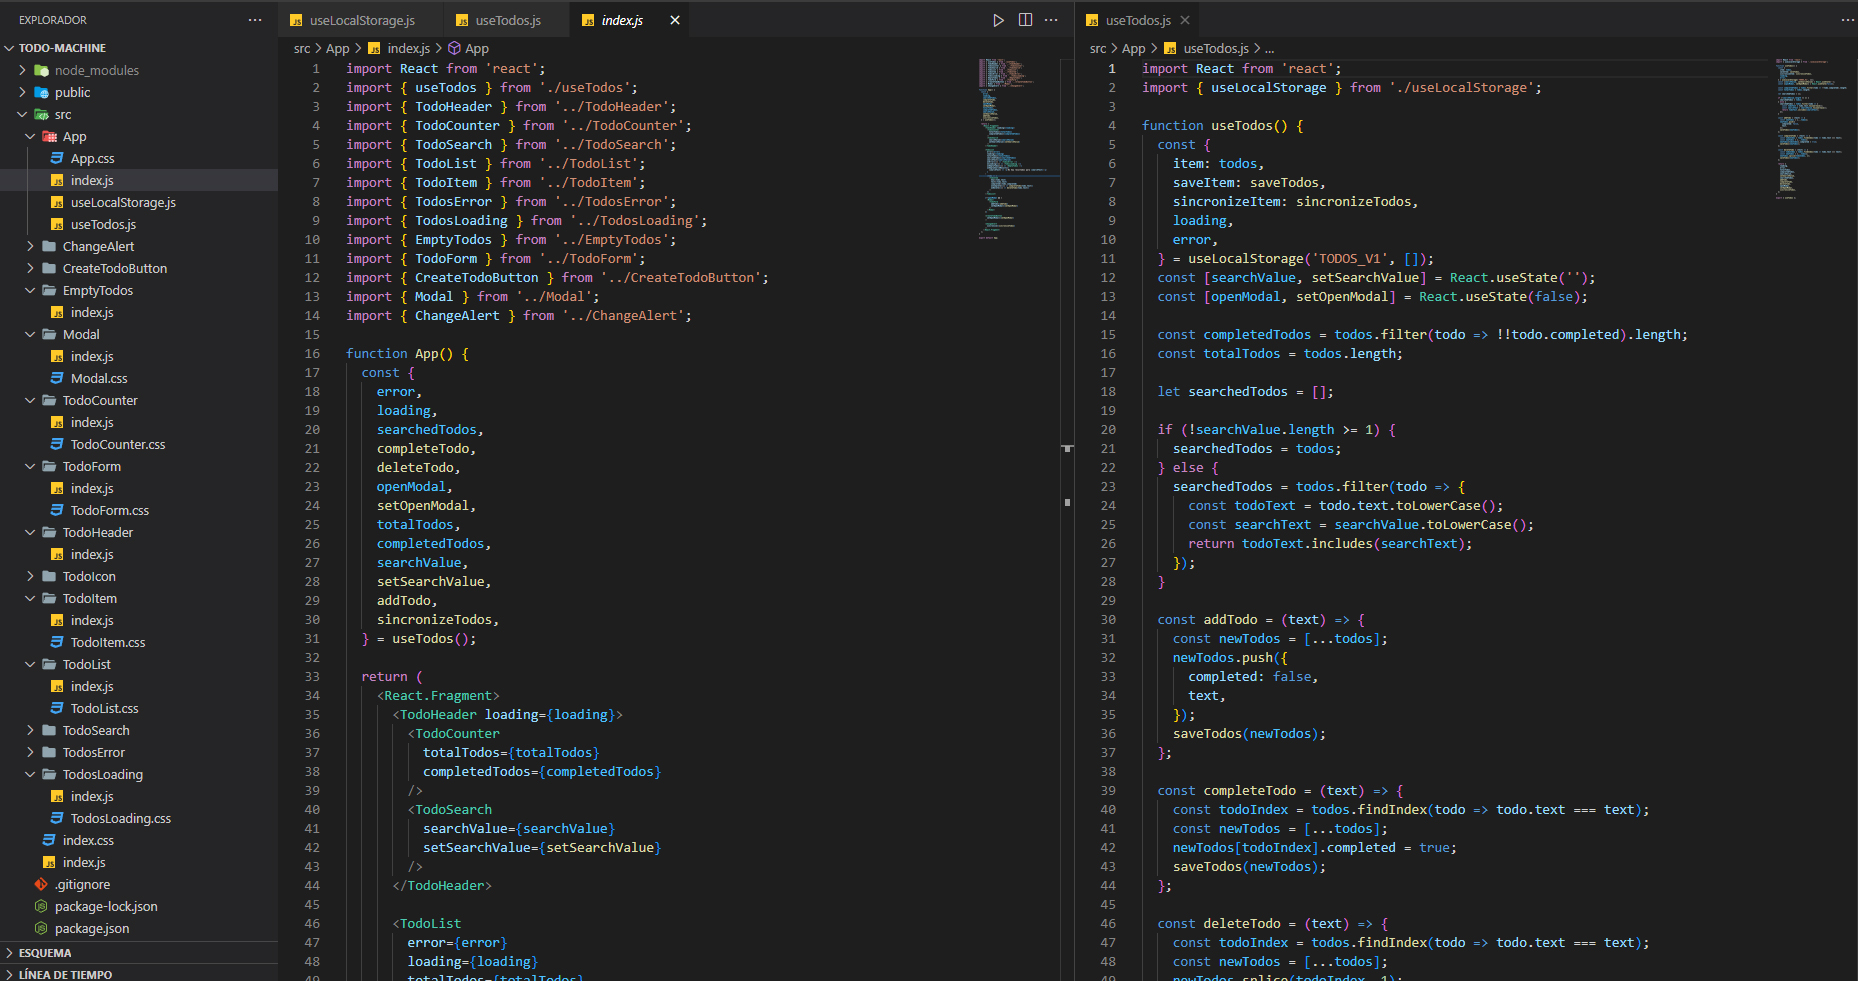 EXPLORADOR
TODO-MACHINE
node_modules
public
src
App
App.css
index.js
useLocalStorage.js
useTodos.js
ChangeAlert
CreateTodoButton
EmptyTodos
index.js
Modal
index.js
Modal.css
TodoCounter
index.js
TodoCounter.css
TodoForm
index.js
TodoForm.css
TodoHeader
index.js
TodoIcon
TodoItem
index.js
TodoItem.css
TodoList
index.js
TodoList.css
TodoSearch
TodosError
TodosLoading
index.js
TodosLoading.css
index.css
index.js
.gitignore
package-lock.json
package.json
ESQUEMA
LÍNEA DE TIEMPO
useLocalStorage.js useTodos.js index.js
src > App > index.js > App
1 import React from 'react';
2 import { useTodos } from './useTodos';
3 import { TodoHeader } from '../TodoHeader';
4 import { TodoCounter } from '../TodoCounter';
5 import { TodoSearch } from '../TodoSearch';
6 import { TodoList } from '../TodoList';
7 import { TodoItem } from '../TodoItem';
8 import { TodosError } from '../TodosError';
9 import { TodosLoading } from '../TodosLoading';
10 import { EmptyTodos } from '../EmptyTodos';
11 import { TodoForm } from '../TodoForm';
12 import { CreateTodoButton } from '../CreateTodoButton';
13 import { Modal } from '../Modal';
14 import { ChangeAlert } from '../ChangeAlert';
15
16 function App() {
17 const {
18 error,
19 loading,
20 searchedTodos,
21 completeTodo,
22 deleteTodo,
23 openModal,
24 setOpenModal,
25 totalTodos,
26 completedTodos,
27 searchValue,
28 setSearchValue,
29 addTodo,
30 sincronizeTodos,
31 } = useTodos();
32
33 return (
34 <React.Fragment>
35 <TodoHeader loading={loading}>
36 <TodoCounter
37 totalTodos={totalTodos}
38 completedTodos={completedTodos}
39 />
40 <TodoSearch
41 searchValue={searchValue}
42 setSearchValue={setSearchValue}
43 />
44 </TodoHeader>
45
46 <TodoList
47 error={error}
48 loading={loading}
49 totalTodos={totalTodos}
useTodos.js
src > App > useTodos.js > ...
1 import React from 'react';
2 import { useLocalStorage } from './useLocalStorage';
3
4 function useTodos() {
5 const {
6 item: todos,
7 saveItem: saveTodos,
8 sincronizeItem: sincronizeTodos,
9 loading,
10 error,
11 } = useLocalStorage('TODOS_V1', []);
12 const [searchValue, setSearchValue] = React.useState('');
13 const [openModal, setOpenModal] = React.useState(false);
14
15 const completedTodos = todos.filter(todo => !!todo.completed).length;
16 const totalTodos = todos.length;
17
18 let searchedTodos = [];
19
20 if (!searchValue.length >= 1) {
21 searchedTodos = todos;
22 } else {
23 searchedTodos = todos.filter(todo => {
24 const todoText = todo.text.toLowerCase();
25 const searchText = searchValue.toLowerCase();
26 return todoText.includes(searchText);
27 });
28 }
29
30 const addTodo = (text) => {
31 const newTodos = [...todos];
32 newTodos.push({
33 completed: false,
34 text,
35 });
36 saveTodos(newTodos);
37 };
38
39 const completeTodo = (text) => {
40 const todoIndex = todos.findIndex(todo => todo.text === text);
41 const newTodos = [...todos];
42 newTodos[todoIndex].completed = true;
43 saveTodos(newTodos);
44 };
45
46 const deleteTodo = (text) => {
47 const todoIndex = todos.findIndex(todo => todo.text === text);
48 const newTodos = [...todos];
49 newTodos.splice(todoIndex, 1);